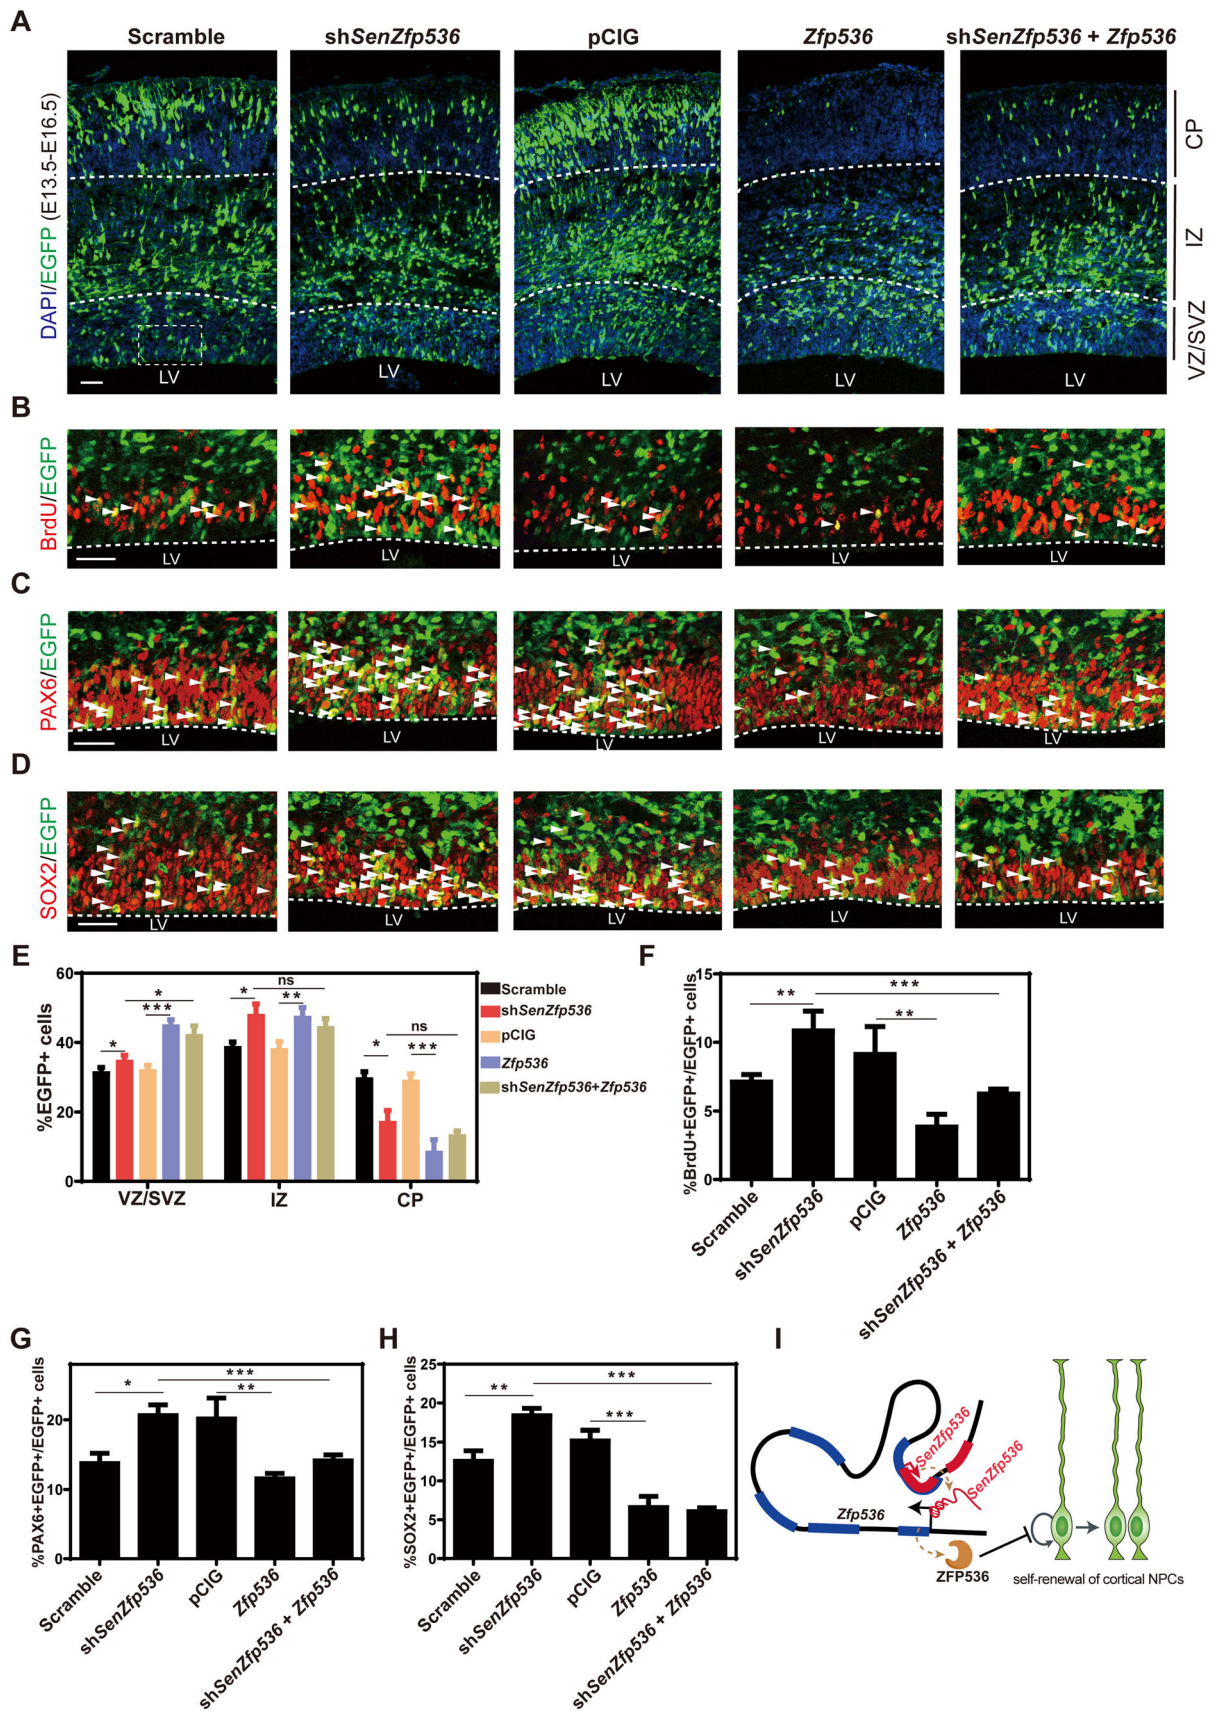 A
Scramble shSenZfp536 pCIG Zfp536 shSenZfp536 + Zfp536
DAPI/EGFP (E13.5-E16.5)
CP
IZ
VZ/SVZ
LV LV LV LV LV
B
BrdU/EGFP
LV LV LV LV LV
C
PAX6/EGFP
LV LV LV LV LV
D
SOX2/EGFP
LV LV LV LV LV
E
%EGFP+ cells
60
40
20
0
* *** * * ** ns * *** ns
VZ/SVZ IZ CP
Scramble
shSenZfp536
pCIG
Zfp536
shSenZfp536+Zfp536
F
%BrdU+EGFP+/EGFP+ cells
15
10
5
0
** *** **
Scramble
shSenZfp536
pCIG
Zfp536
shSenZfp536 + Zfp536
G
%PAX6+EGFP+/EGFP+ cells
20
10
0
* *** **
Scramble
shSenZfp536
pCIG
Zfp536
shSenZfp536 + Zfp536
H
%SOX2+EGFP+/EGFP+ cells
25
20
15
10
5
0
** *** ***
Scramble
shSenZfp536
pCIG
Zfp536
shSenZfp536 + Zfp536
I
SenZfp536
SenZfp536
Zfp536
ZFP536
self-renewal of cortical NPCs